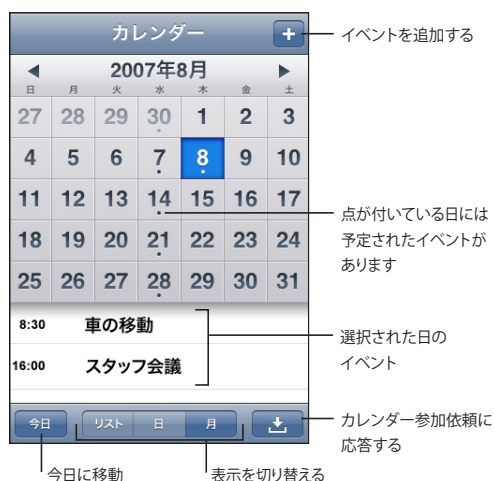 カレンダー
+
イベントを追加する
2007年8月
日 月 火 水 木 金 土
27 28 29 30 1 2 3
4 5 6 7 8 9 10
11 12 13 14 15 16 17
点が付いている日には
予定されたイベントが
あります
18 19 20 21 22 23 24
25 26 27 28 29 30 31
8:30 車の移動
16:00 スタッフ会議
選択された日の
イベント
今日 リスト 日 月
カレンダー参加依頼に
応答する
今日に移動
表示を切り替える